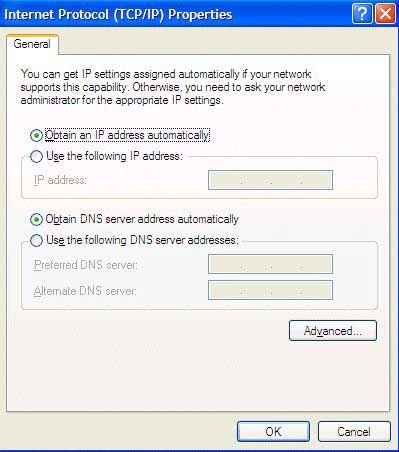 Internet Protocol (TCP/IP) Properties
General
You can get IP settings assigned automatically if your network
supports this capability. Otherwise, you need to ask your network
administrator for the appropriate IP settings.
Obtain an IP address automatically
Use the following IP address:
IP address:
Obtain DNS server address automatically
Use the following DNS server addresses:
Preferred DNS server:
Alternate DNS server:
Advanced...
OK Cancel